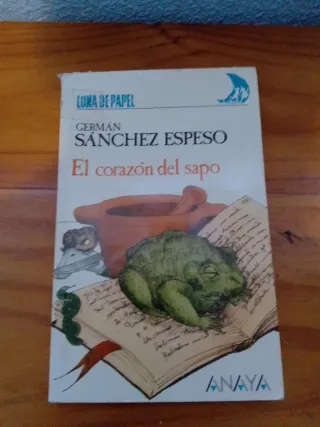 LUNA DE PAPEL
GERMÁN
SÁNCHEZ ESPESO
El corazón del sapo
ANAYA